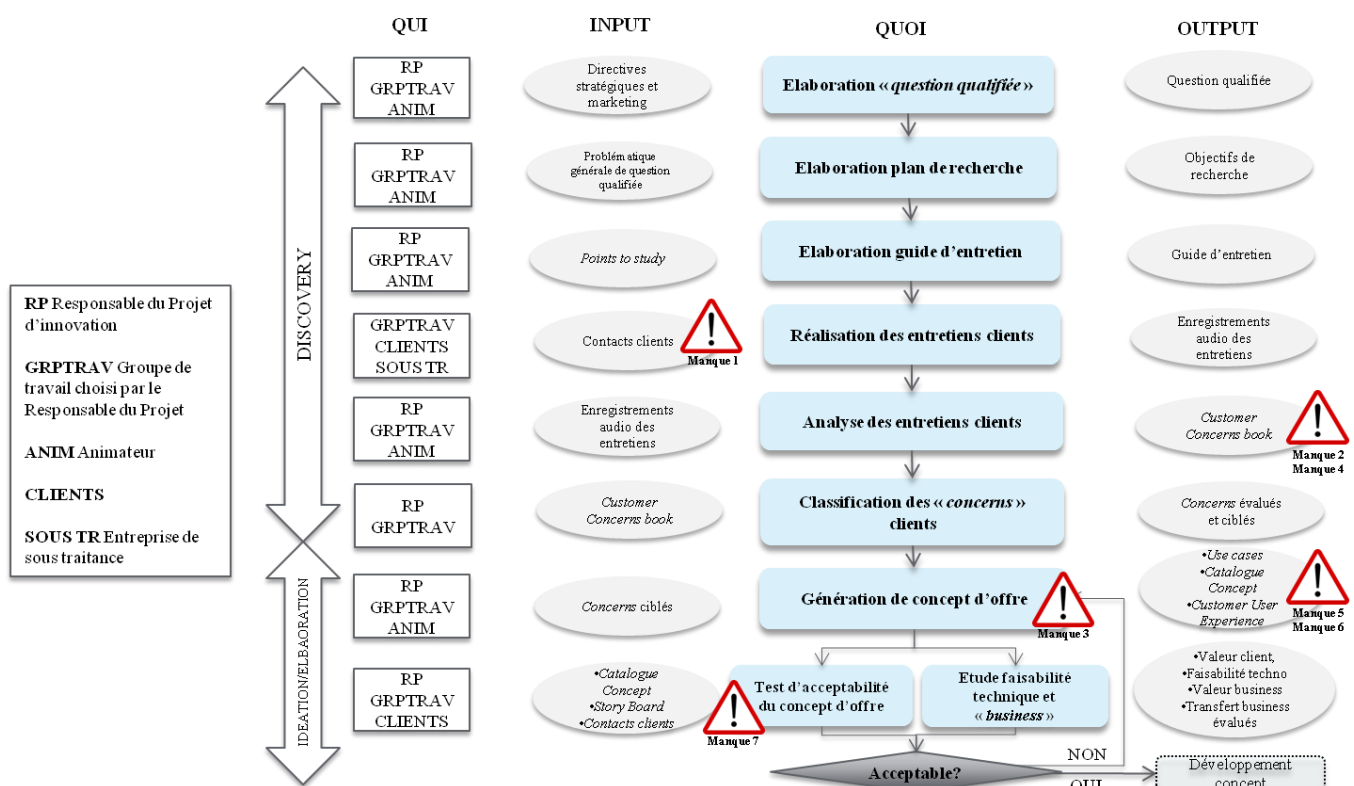 QUI
INPUT
QUOI
OUTPUT
RP
GRPTRAV
ANIM
Directives
stratégiques et
marketing
Elaboration « question qualifiée »
Question qualifiée
RP
GRPTRAV
ANIM
Problém atique
générale de question
qualifiée
Elaboration plan de recherche
Objectifs de
recherche
RP
GRPTRAV
ANIM
Points to study
Elaboration guide d'entretien
Guide d'entretien
DISCOVERY
RP Responsable du Projet
d'innovation
GRPTRAV Groupe de
travail choisi par le
Responsable du Projet
ANIM Animateur
CLIENTS
SOUS TR Entreprise de
sous traitance
GRPTRAV
CLIENTS
SOUS TR
Contacts clients
!
Manque 1
Réalisation des entretiens clients
Enregistrements
audio des
entretiens
RP
GRPTRAV
ANIM
Enregistrements
audio des
entretiens
Analyse des entretiens clients
Customer
Concerns book
!
Manque 2
Manque 4
RP
GRPTRAV
Customer
Concerns book
Classification des « concerns »
clients
Concerns évalués
et ciblés
IDEATION/ELBAORATION
RP
GRPTRAV
ANIM
Concerns ciblés
Génération de concept d'offre
!
Manque 3
•Use cases
•Catalogue
Concept
•Customer User
Experience
!
Manque 5
Manque 6
RP
GRPTRAV
CLIENTS
•Catalogue
Concept
•Story Board
•Contacts clients
!
Manque 7
Test d'acceptabilité
du concept d'offre
Etude faisabilité
technique et
« business »
•Valeur client,
•Faisabilité techno
•Valeur business
•Transfert business
évalués
Acceptable?
NON
OUI
Développement
concept